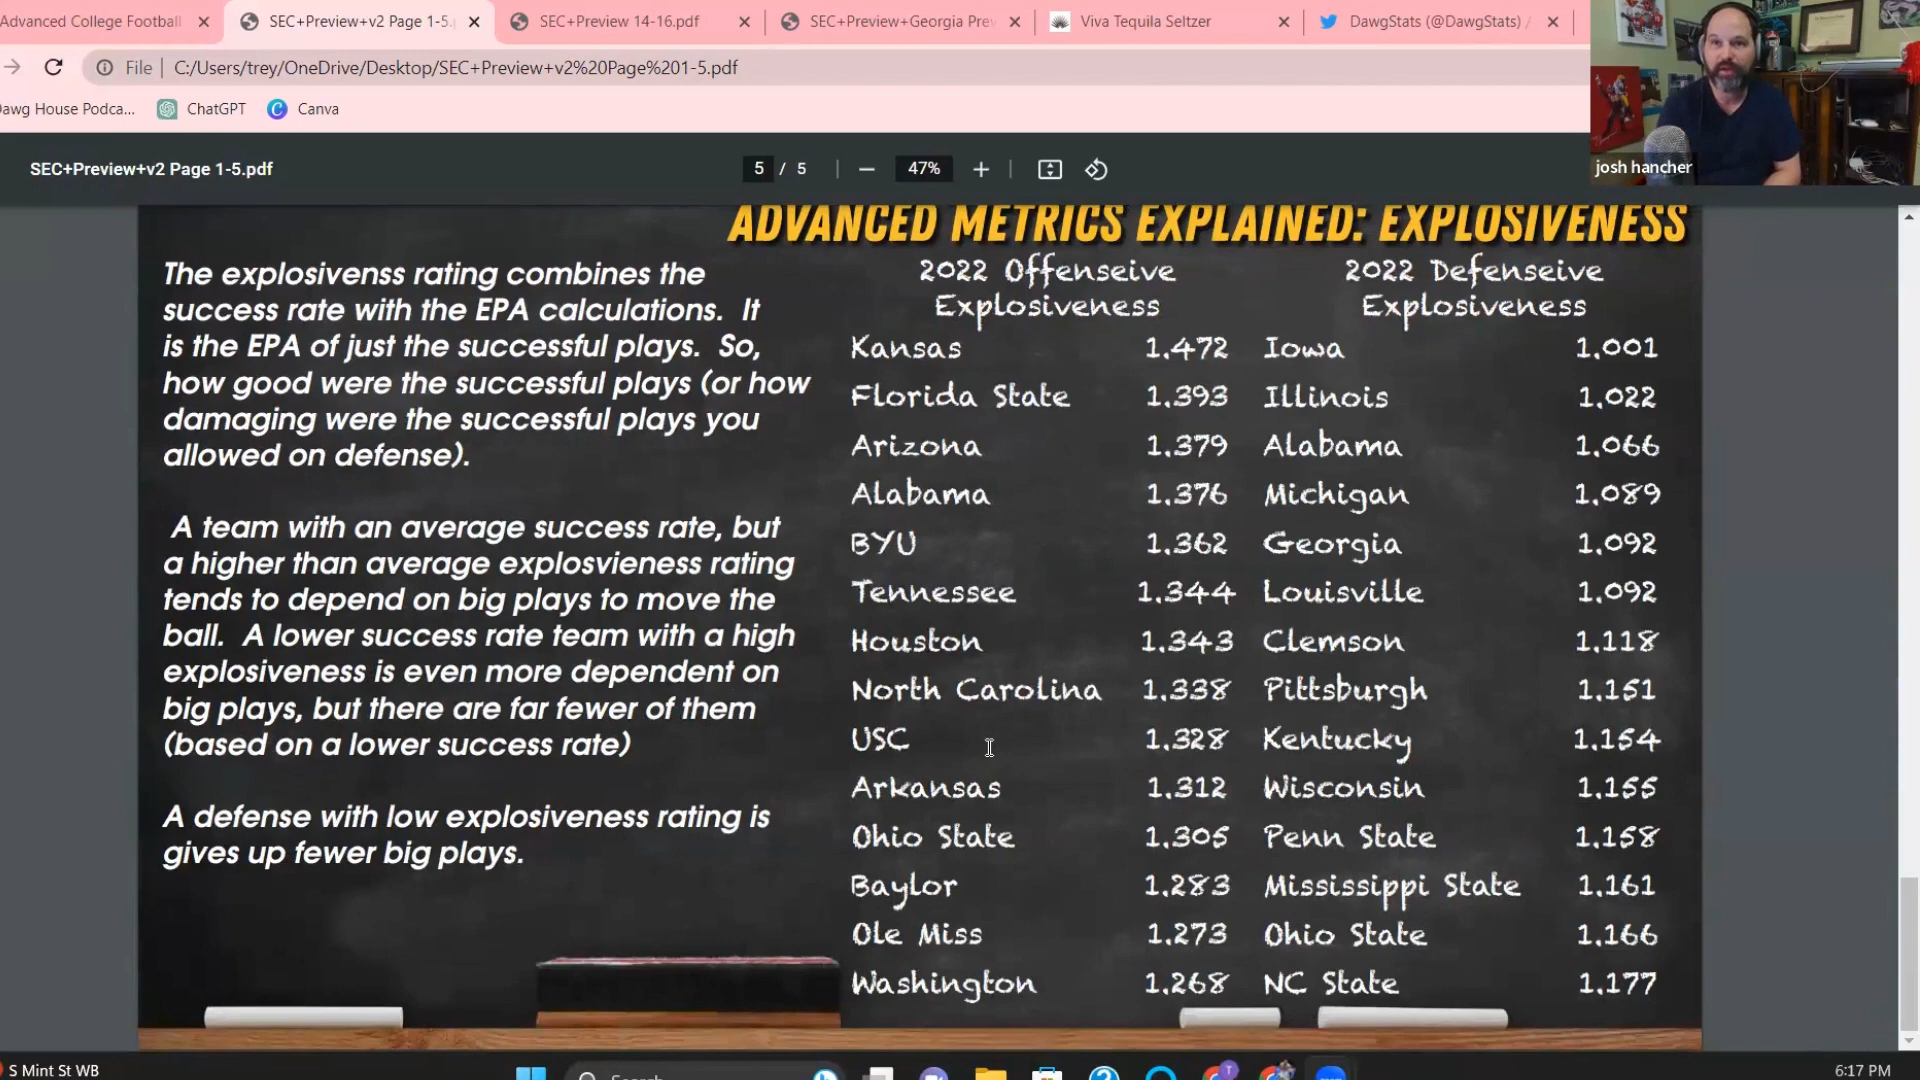 Advanced College Football
SEC+Preview+v2 Page 1-5.
SEC+Preview 14-16.pdf
SEC+Preview+Georgia Prev
Viva Tequila Seltzer
DawgStats (@DawgStats) /
File
C:/Users/trey/OneDrive/Desktop/SEC+Preview+v2%20Page%201-5.pdf
Dawg House Podca...
ChatGPT
Canva
SEC+Preview+v2 Page 1-5.pdf
5 / 5
47%
josh hancher
ADVANCED METRICS EXPLAINED: EXPLOSIVENESS
The explosivenss rating combines the
success rate with the EPA calculations. It
is the EPA of just the successful plays. So,
how good were the successful plays (or how
damaging were the successful plays you
allowed on defense).
A team with an average success rate, but
a higher than average explosvieness rating
tends to depend on big plays to move the
ball. A lower success rate team with a high
explosiveness is even more dependent on
big plays, but there are far fewer of them
(based on a lower success rate)
A defense with low explosiveness rating is
gives up fewer big plays.
2022 Offenseive
Explosiveness
Kansas 1.472
Florida State 1.393
Arizona 1.379
Alabama 1.376
BYU 1.362
Tennessee 1.344
Houston 1.343
North Carolina 1.338
USC 1.328
Arkansas 1.312
Ohio State 1.305
Baylor 1.283
Ole Miss 1.273
Washington 1.268
2022 Defenseive
Explosiveness
Iowa 1.001
Illinois 1.022
Alabama 1.066
Michigan 1.089
Georgia 1.092
Louisville 1.092
Clemson 1.118
Pittsburgh 1.151
Kentucky 1.154
Wisconsin 1.155
Penn State 1.158
Mississippi State 1.161
Ohio State 1.166
NC State 1.177
S Mint St WB
Search
6:17 PM